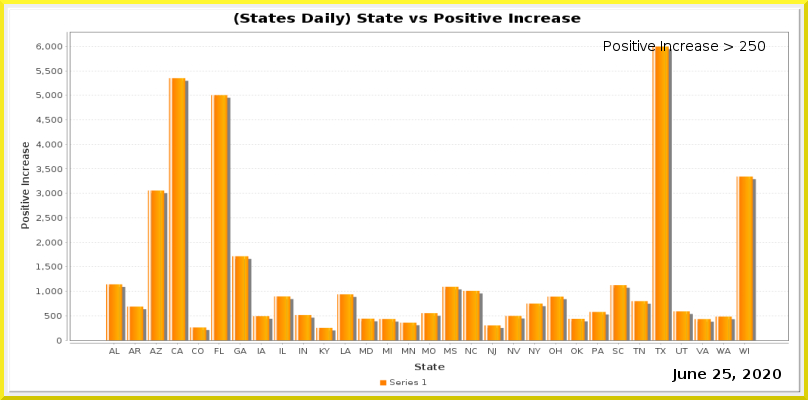 (States Daily) State vs Positive Increase
Positive Increase > 250
Positive Increase
6,000
5,500
5,000
4,500
4,000
3,500
3,000
2,500
2,000
1,500
1,000
500
0
AL AR AZ CA CO FL GA IA IL IN KY LA MD MI MN MO MS NC NJ NV NY OH OK PA SC TN TX UT VA WA WI
State
Series 1
June 25, 2020